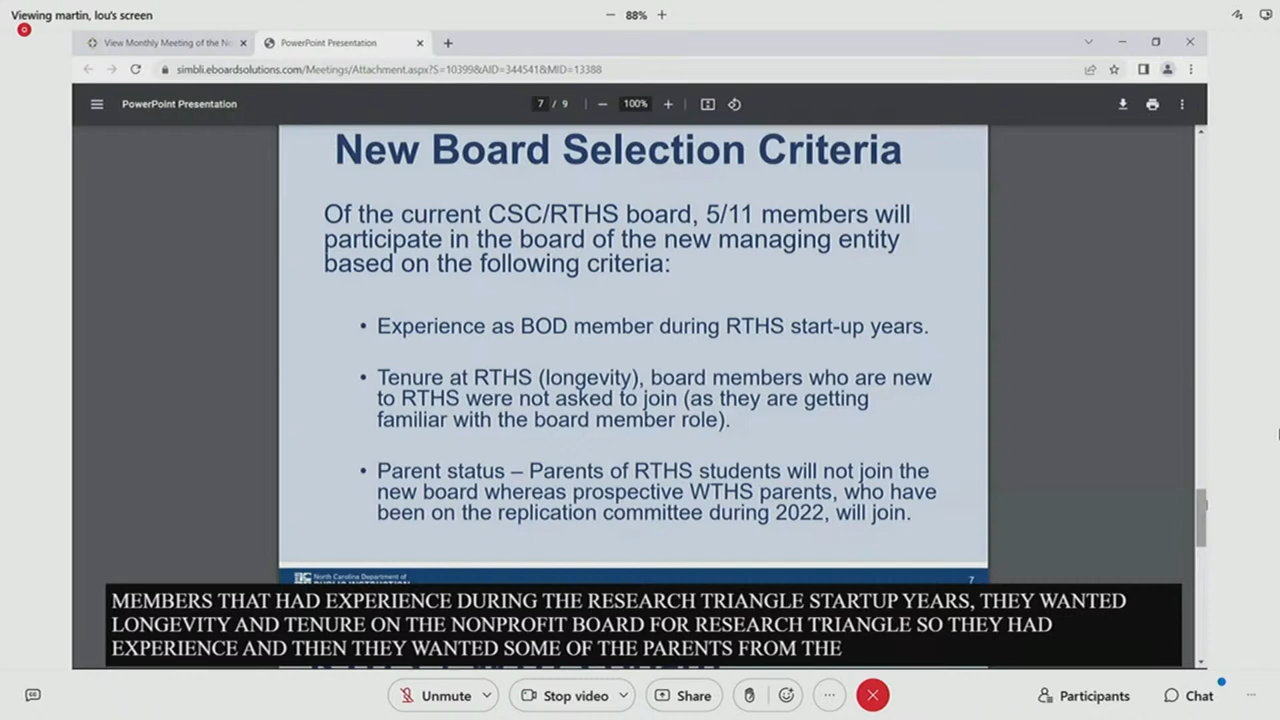 Viewing martin, lou's screen
88%
View Monthly Meeting of the No
PowerPoint Presentation
simbli.eboardsolutions.com/Meetings/Attachment.aspx?S=10399&AID=344541&MID=13388
PowerPoint Presentation
7 / 9
100%
New Board Selection Criteria
Of the current CSC/RTHS board, 5/11 members will
participate in the board of the new managing entity
based on the following criteria:
• Experience as BOD member during RTHS start-up years.
• Tenure at RTHS (longevity), board members who are new
to RTHS were not asked to join (as they are getting
familiar with the board member role).
• Parent status – Parents of RTHS students will not join the
new board whereas prospective WTHS parents, who have
been on the replication committee during 2022, will join.
North Carolina Department of
PUBLIC INSTRUCTION
7
MEMBERS THAT HAD EXPERIENCE DURING THE RESEARCH TRIANGLE STARTUP YEARS, THEY WANTED
LONGEVITY AND TENURE ON THE NONPROFIT BOARD FOR RESEARCH TRIANGLE SO THEY HAD
EXPERIENCE AND THEN THEY WANTED SOME OF THE PARENTS FROM THE
Unmute
Stop video
Share
Participants
Chat